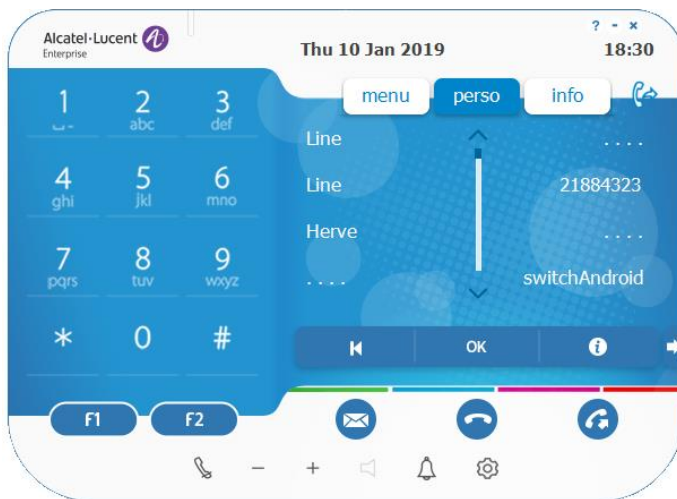 ? - ×
Alcatel·Lucent
Enterprise
Thu 10 Jan 2019 18:30
menu perso info
1 2 3
abc def
Line . . . .
4 5 6
ghi jkl mno
Line 21884323
Herve . . . .
7 8 9
pqrs tuv wxyz
. . . . switchAndroid
* 0 #
OK
F1 F2
− +